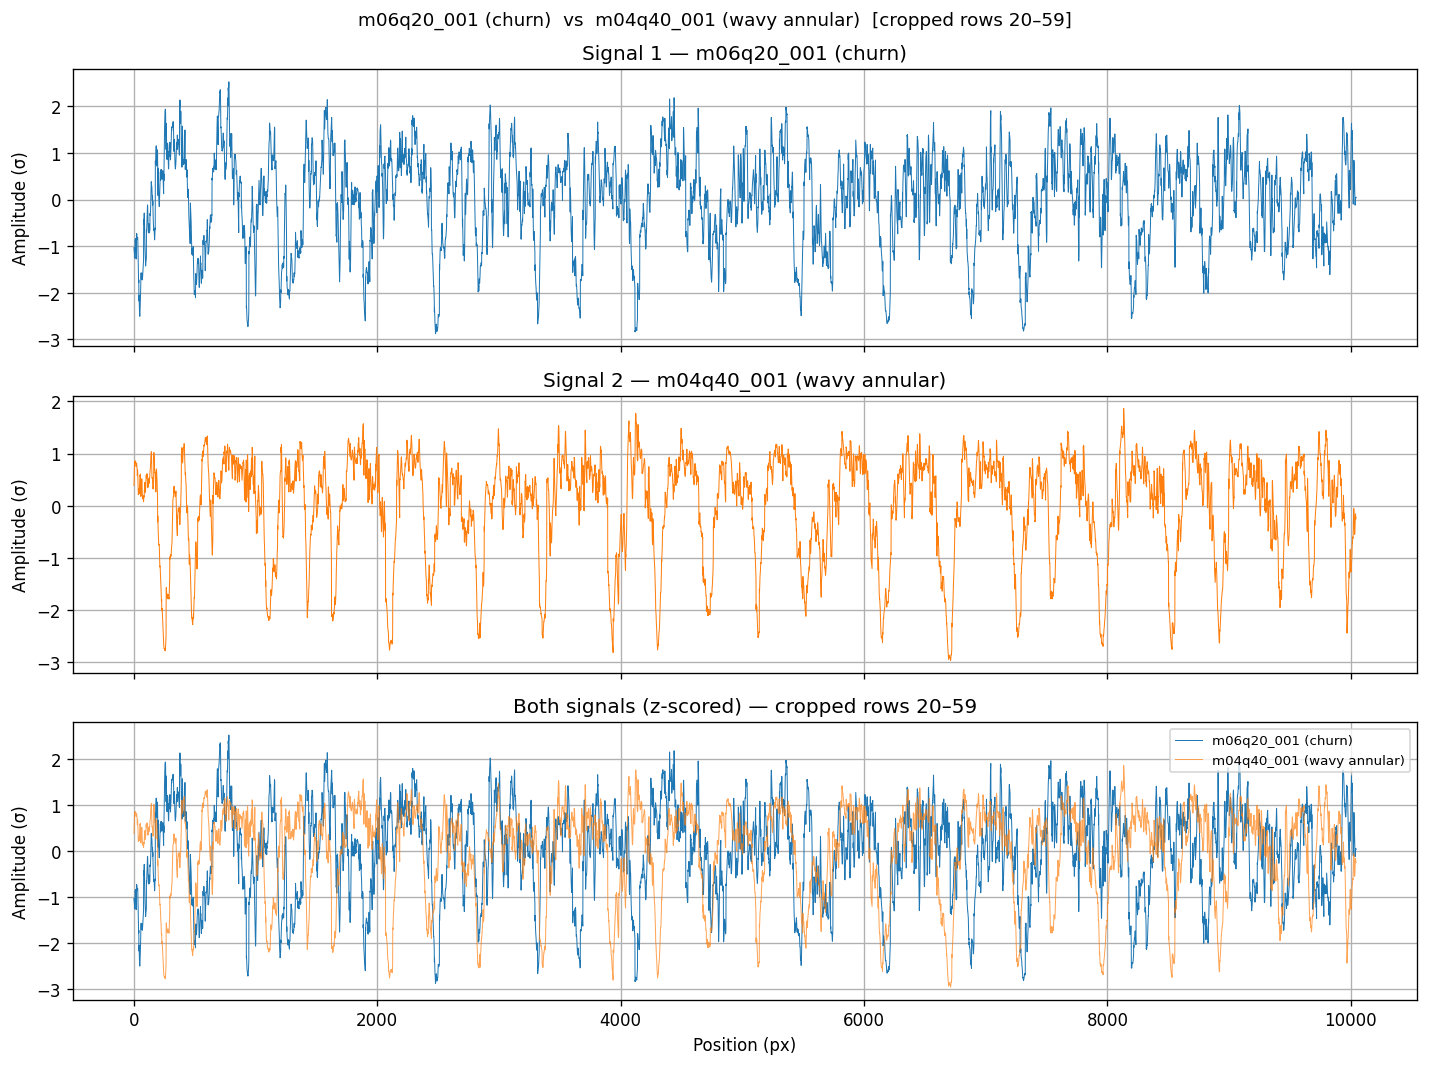 m06q20_001 (churn)  vs  m04q40_001 (wavy annular)  [cropped rows 20–59]
Signal 1 — m06q20_001 (churn)
Amplitude (σ)
2
1
0
−1
−2
−3
Signal 2 — m04q40_001 (wavy annular)
Amplitude (σ)
2
1
0
−1
−2
−3
Both signals (z-scored) — cropped rows 20–59
m06q20_001 (churn)
m04q40_001 (wavy annular)
Amplitude (σ)
2
1
0
−1
−2
−3
0 2000 4000 6000 8000 10000
Position (px)